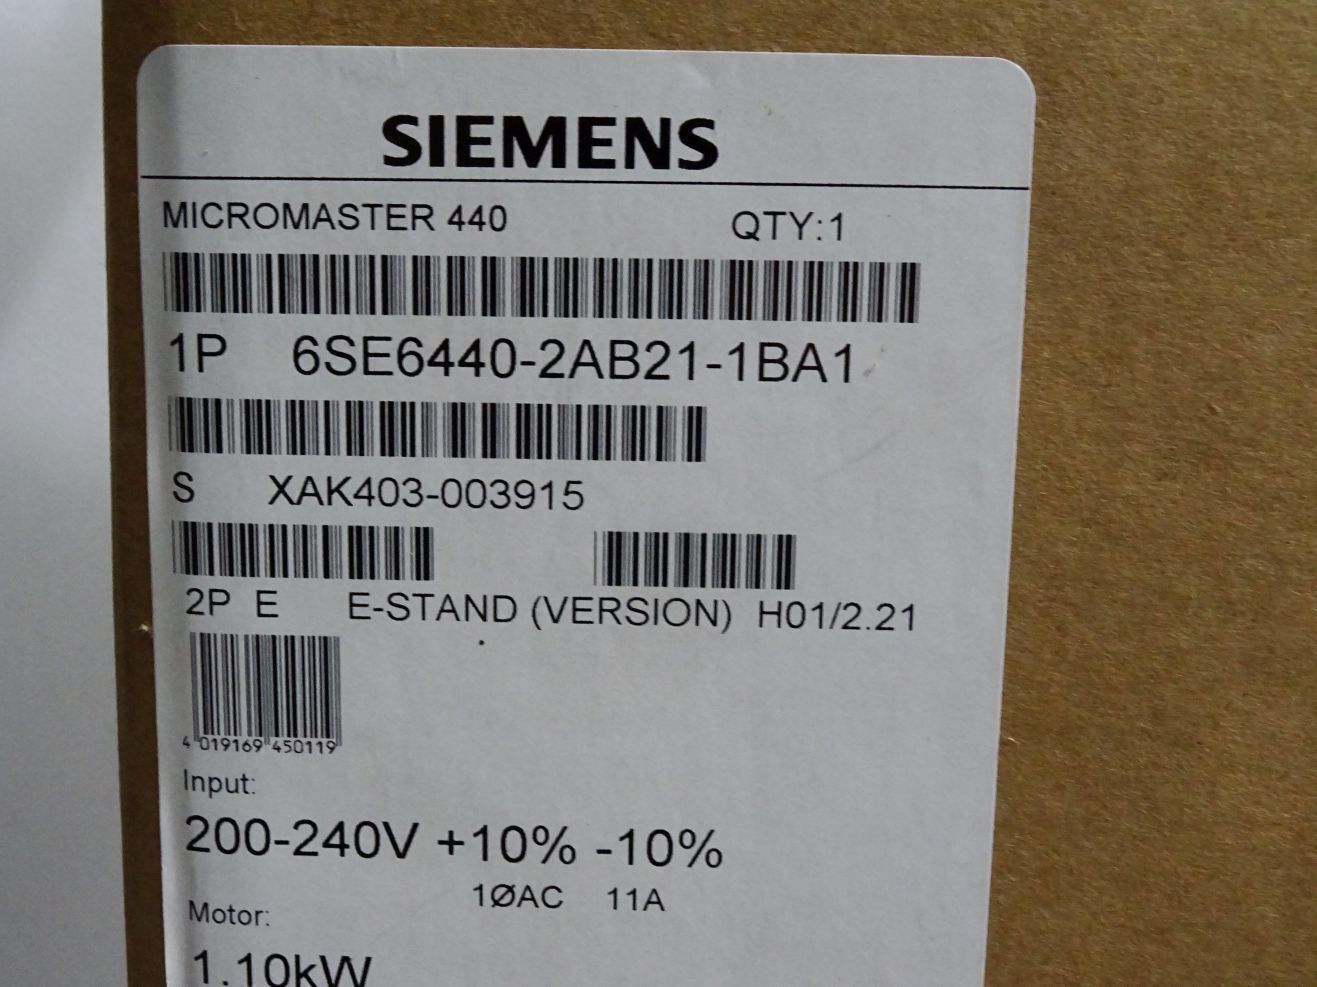 SIEMENS
MICROMASTER 440 QTY:1
1P 6SE6440-2AB21-1BA1
S XAK403-003915
2P E E-STAND (VERSION) H01/2.21
4 019169 450119
Input:
200-240V +10% -10%
1ØAC 11A
Motor:
1.10kW